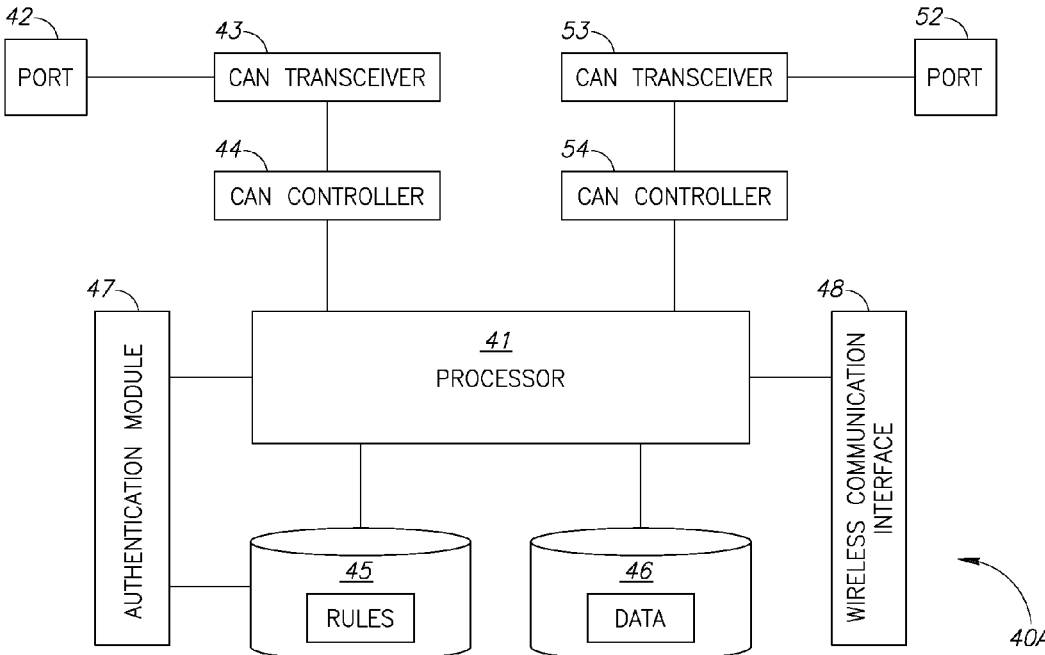 42
43
53
52
PORT
CAN TRANSCEIVER
CAN TRANSCEIVER
PORT
44
54
CAN CONTROLLER
CAN CONTROLLER
47
48
41
PROCESSOR
AUTHENTICATION MODULE
WIRELESS COMMUNICATION
INTERFACE
45
46
RULES
DATA
40A